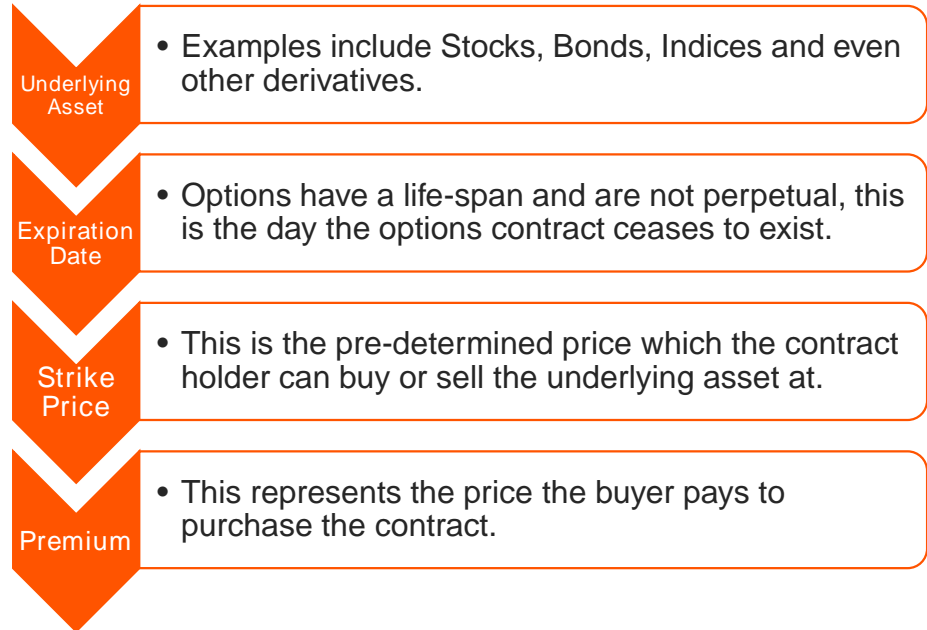 Underlying
Asset
• Examples include Stocks, Bonds, Indices and even
other derivatives.
Expiration
Date
• Options have a life-span and are not perpetual, this
is the day the options contract ceases to exist.
Strike
Price
• This is the pre-determined price which the contract
holder can buy or sell the underlying asset at.
Premium
• This represents the price the buyer pays to
purchase the contract.